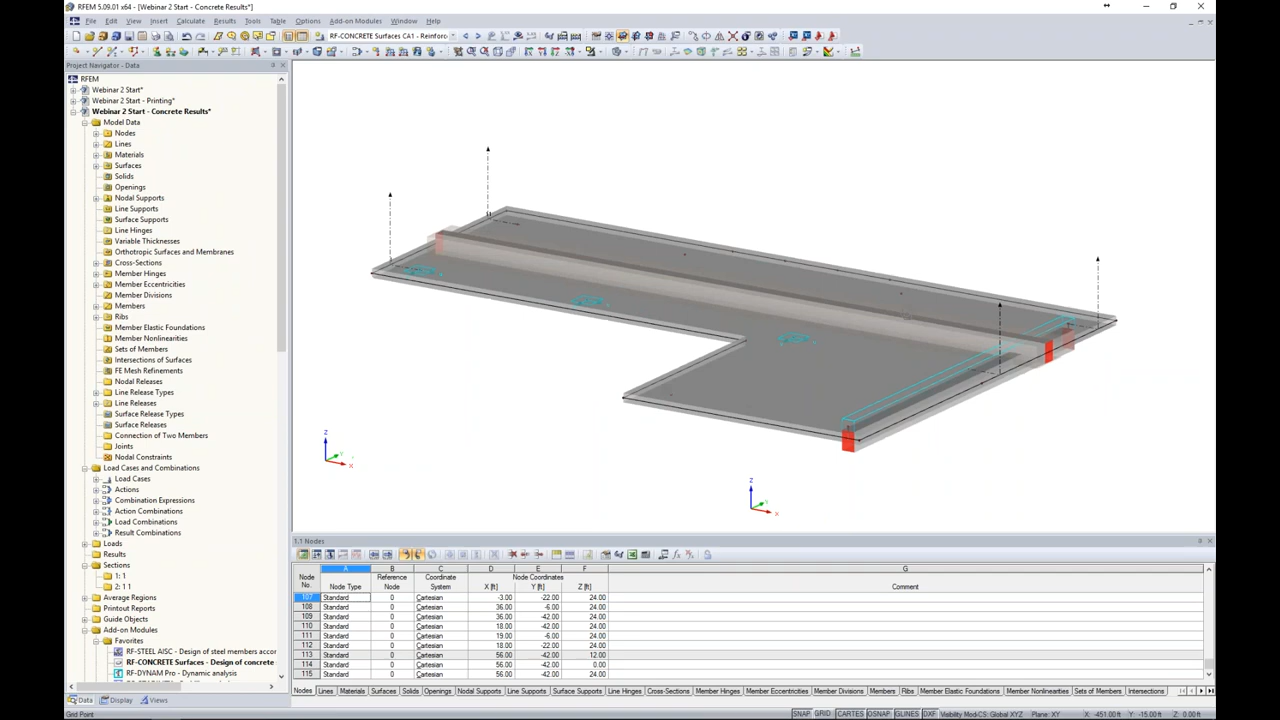 RFEM 5.09.01 x64 - [Webinar 2 Start - Concrete Results*]
File Edit View Insert Calculate Results Tools Table Options Add-on Modules Window Help
RF-CONCRETE Surfaces CA1 - Reinforc
Project Navigator - Data
RFEM
Webinar 2 Start*
Webinar 2 Start - Printing*
Webinar 2 Start - Concrete Results*
Model Data
Nodes
Lines
Materials
Surfaces
Solids
Openings
Nodal Supports
Line Supports
Surface Supports
Line Hinges
Variable Thicknesses
Orthotropic Surfaces and Membranes
Cross-Sections
Member Hinges
Member Eccentricities
Member Divisions
Members
Ribs
Member Elastic Foundations
Member Nonlinearities
Sets of Members
Intersections of Surfaces
FE Mesh Refinements
Nodal Releases
Line Release Types
Line Releases
Surface Release Types
Surface Releases
Connection of Two Members
Joints
Nodal Constraints
Load Cases and Combinations
Load Cases
Actions
Combination Expressions
Action Combinations
Load Combinations
Result Combinations
Loads
Results
Sections
1: 1
2: 1 1
Average Regions
Printout Reports
Guide Objects
Add-on Modules
Favorites
RF-STEEL AISC - Design of steel members accor
RF-CONCRETE Surfaces - Design of concrete
RF-DYNAM Pro - Dynamic analysis
Data Display Views
Z Y X
Z Y X
1.1 Nodes
A B C D E F G
Node No. Node Type Reference Node Coordinate System Node Coordinates X [ft] Y [ft] Z [ft] Comment
107 Standard 0 Cartesian -3.00 -22.00 24.00
108 Standard 0 Cartesian 36.00 -6.00 24.00
109 Standard 0 Cartesian 36.00 -42.00 24.00
110 Standard 0 Cartesian 18.00 -42.00 24.00
111 Standard 0 Cartesian 19.00 -6.00 24.00
112 Standard 0 Cartesian 18.00 -22.00 24.00
113 Standard 0 Cartesian 56.00 -42.00 12.00
114 Standard 0 Cartesian 56.00 -42.00 0.00
115 Standard 0 Cartesian 56.00 -42.00 24.00
Nodes Lines Materials Surfaces Solids Openings Nodal Supports Line Supports Surface Supports Line Hinges Cross-Sections Member Hinges Member Eccentricities Member Divisions Members Ribs Member Elastic Foundations Member Nonlinearities Sets of Members Intersections
Grid Point SNAP GRID CARTES OSNAP GLINES DXF Visibility Mod CS: Global XYZ Plane: XY X: -451.00 ft Y: -15.00 ft Z: 0.00 ft